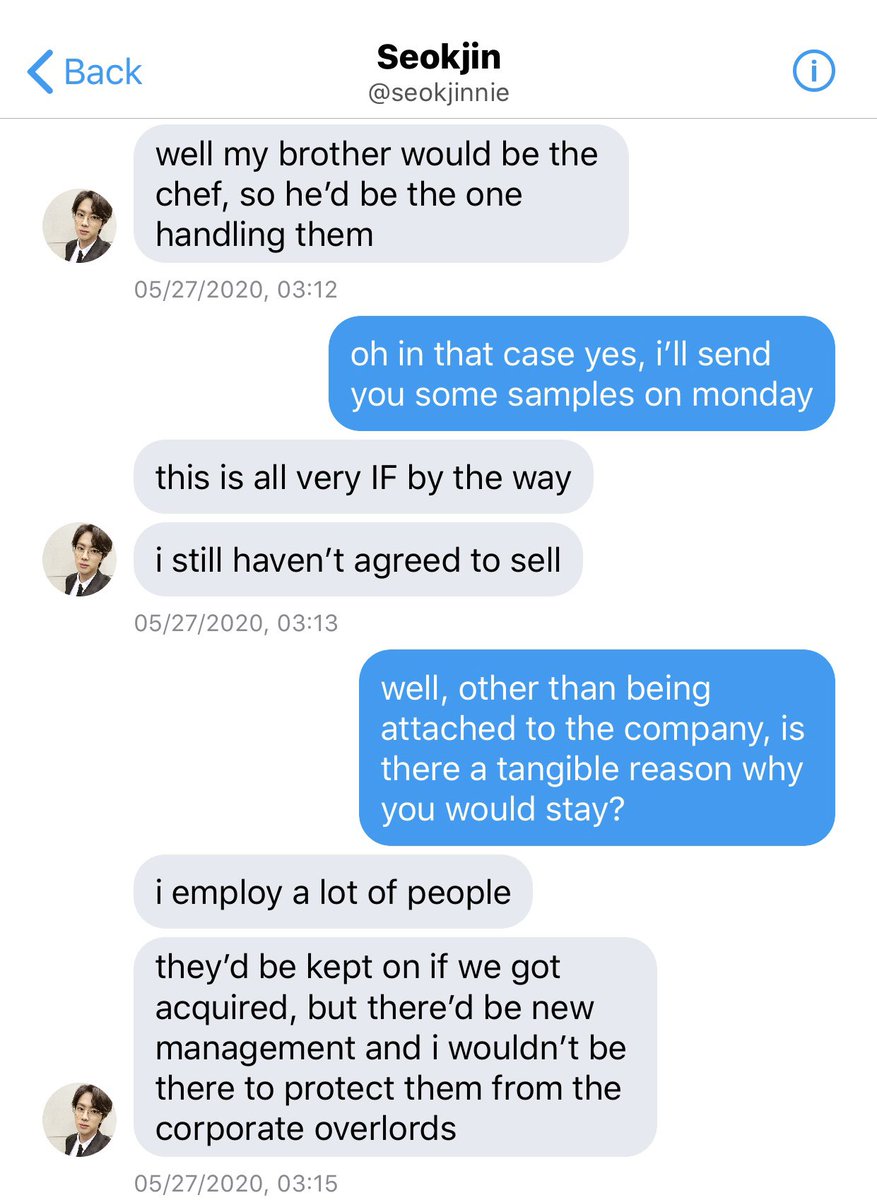 Back
Seokjin
@seokjinnie
well my brother would be the
chef, so he’d be the one
handling them
05/27/2020, 03:12
oh in that case yes, i’ll send
you some samples on monday
this is all very IF by the way
i still haven’t agreed to sell
05/27/2020, 03:13
well, other than being
attached to the company, is
there a tangible reason why
you would stay?
i employ a lot of people
they’d be kept on if we got
acquired, but there’d be new
management and i wouldn’t be
there to protect them from the
corporate overlords
05/27/2020, 03:15